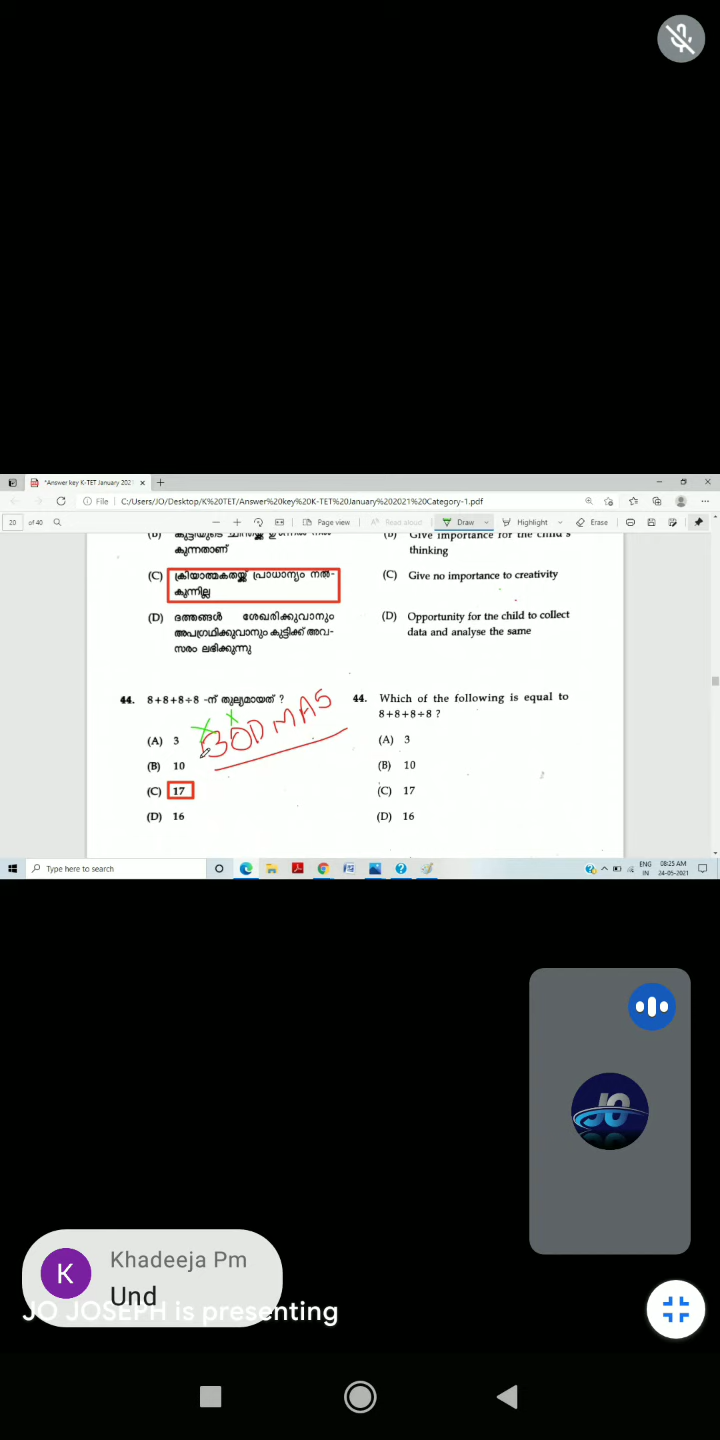 *Answer key K-TET January 202
File C:/Users/JO/Desktop/K%20TET/Answer%20key%20K-TET%20January%202021%20Category-1.pdf
20 of 40 Page view Read aloud Draw Highlight Erase
കുന്നതാണ്
(C) ക്രിയാത്മകതയ്ക്ക് പ്രാധാന്യം നൽ-
കുന്നില്ല
(D) ദത്തങ്ങൾ ശേഖരിക്കുവാനും
അപഗ്രഥിക്കുവാനും കുട്ടിക്ക് അവ-
സരം ലഭിക്കുന്നു
(B) Give importance for the child's
thinking
(C) Give no importance to creativity
(D) Opportunity for the child to collect
data and analyse the same
44. 8+8+8÷8 -ന് തുല്യമായത് ?
(A) 3
(B) 10
(C) 17
(D) 16
BODMAS
44. Which of the following is equal to
8+8+8÷8 ?
(A) 3
(B) 10
(C) 17
(D) 16
Type here to search
ENG 08:25 AM
IN 24-05-2021
JO
K Khadeeja Pm
Und
JO JOSEPH is presenting